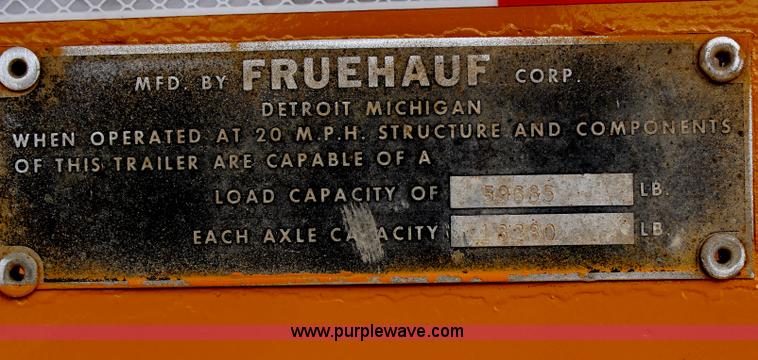 MFD. BY FRUEHAUF CORP.
DETROIT MICHIGAN
WHEN OPERATED AT 20 M.P.H. STRUCTURE AND COMPONENTS
OF THIS TRAILER ARE CAPABLE OF A
LOAD CAPACITY OF 59685 LB.
EACH AXLE CAPACITY LB.
www.purplewave.com